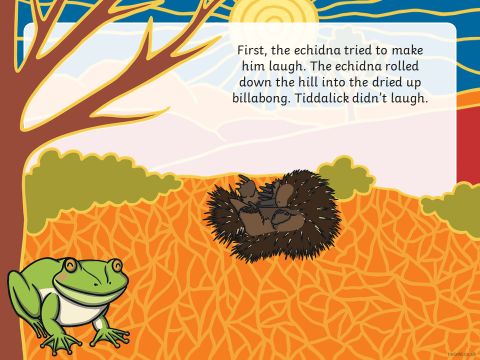 First, the echidna tried to make
him laugh. The echidna rolled
down the hill into the dried up
billabong. Tiddalick didn't laugh.